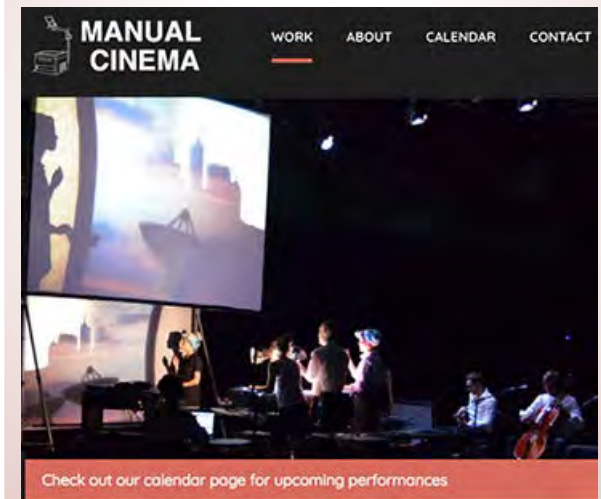 MANUAL
CINEMA
WORK ABOUT CALENDAR CONTACT
Check out our calendar page for upcoming performances